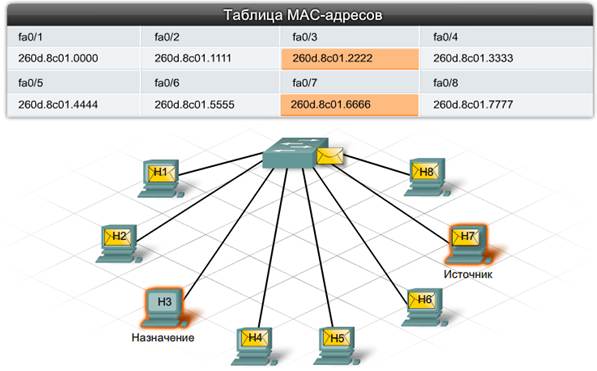 Таблица MAC-адресов
fa0/1 fa0/2 fa0/3 fa0/4
260d.8c01.0000 260d.8c01.1111 260d.8c01.2222 260d.8c01.3333
fa0/5 fa0/6 fa0/7 fa0/8
260d.8c01.4444 260d.8c01.5555 260d.8c01.6666 260d.8c01.7777
H1
H8
H2
H7
Источник
H3
H6
Назначение
H4
H5